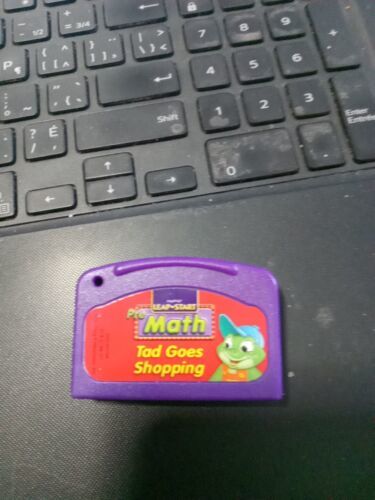 7
8
9
4
5
6
Shift
1
2
3
Enter
Entrée
0
LEAP•START
Pre
Math
Tad Goes
Shopping